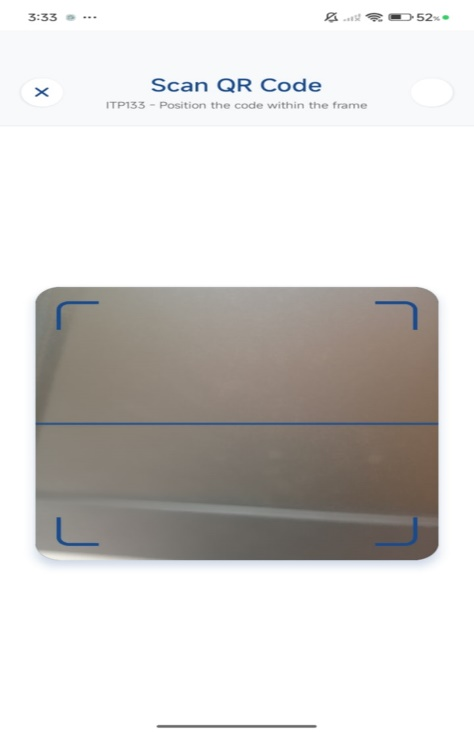 3:33
52%
Scan QR Code
ITP133 - Position the code within the frame